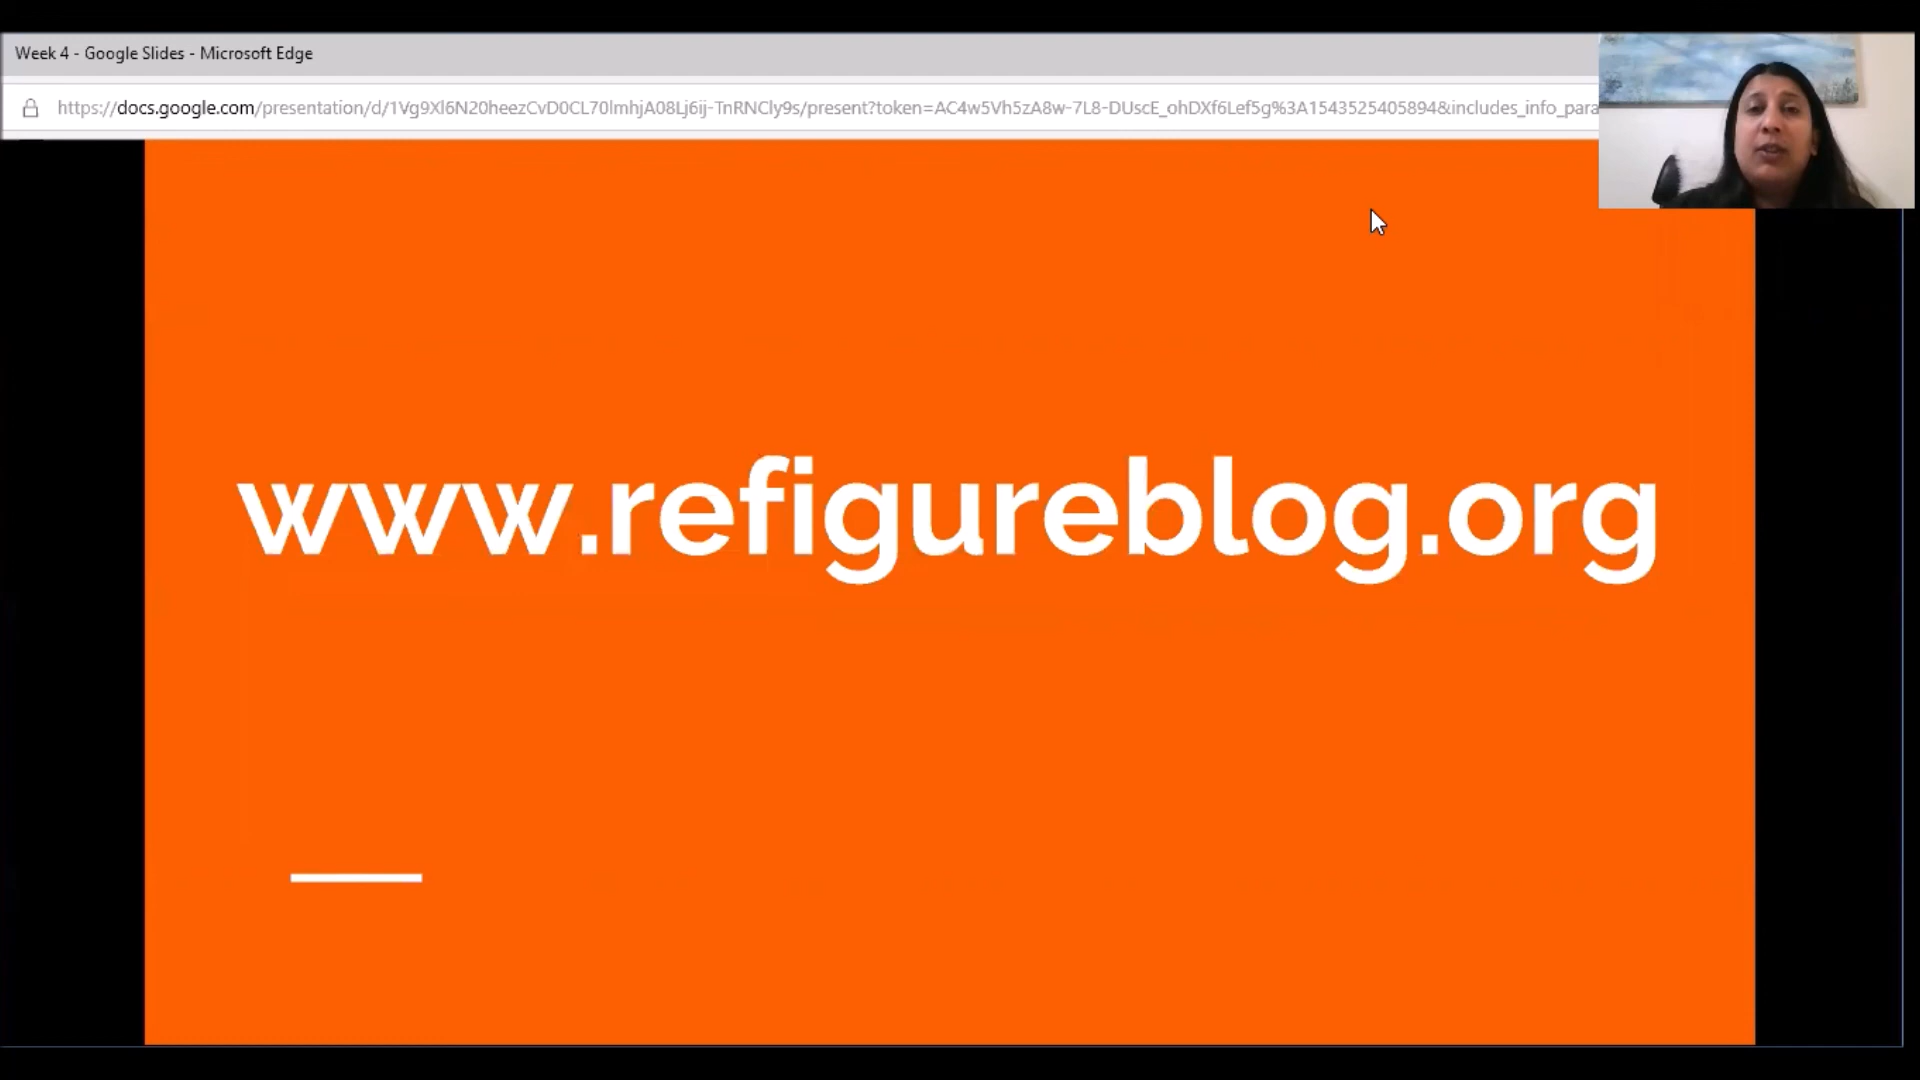 Week 4 - Google Slides - Microsoft Edge
https://docs.google.com/presentation/d/1Vg9Xl6N20heezCvD0CL70lmhjA08Lj6ij-TnRNCly9s/present?token=AC4w5Vh5zA8w-7L8-DUscE_ohDXf6Lef5g%3A1543525405894&includes_info_para
www.refigureblog.org